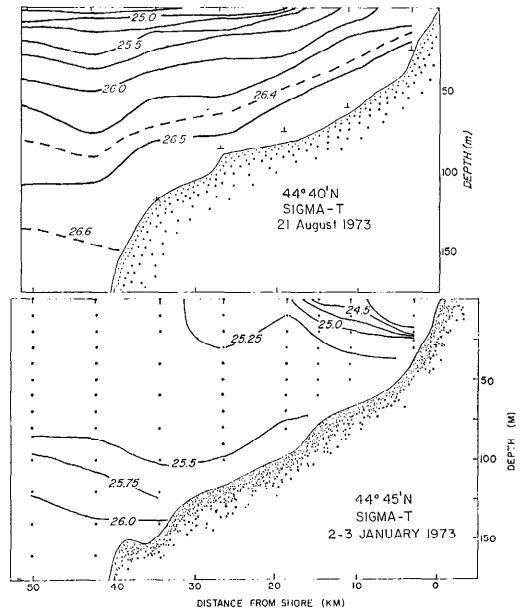 25.0
25.5
26.0
26.4
26.5
26.6
50
100
150
DEPTH (m)
44° 40'N
SIGMA-T
21 August 1973
24.5
25.0
25.25
25.5
25.75
26.0
50
100
150
DEPTH (M)
44° 45'N
SIGMA-T
2-3 JANUARY 1973
50 40 30 20 10 0
DISTANCE FROM SHORE (KM)